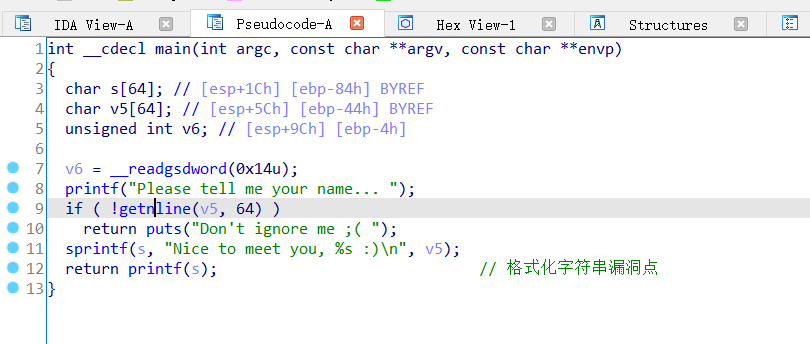 IDA View-A Pseudocode-A Hex View-1 Structures
1 int __cdecl main(int argc, const char **argv, const char **envp)
2 {
3 char s[64]; // [esp+1Ch] [ebp-84h] BYREF
4 char v5[64]; // [esp+5Ch] [ebp-44h] BYREF
5 unsigned int v6; // [esp+9Ch] [ebp-4h]
6
7 v6 = __readgsdword(0x14u);
8 printf("Please tell me your name... ");
9 if ( !getnline(v5, 64) )
10 return puts("Don't ignore me ;( ");
11 sprintf(s, "Nice to meet you, %s :)\n", v5);
12 return printf(s); // 格式化字符串漏洞点
13 }